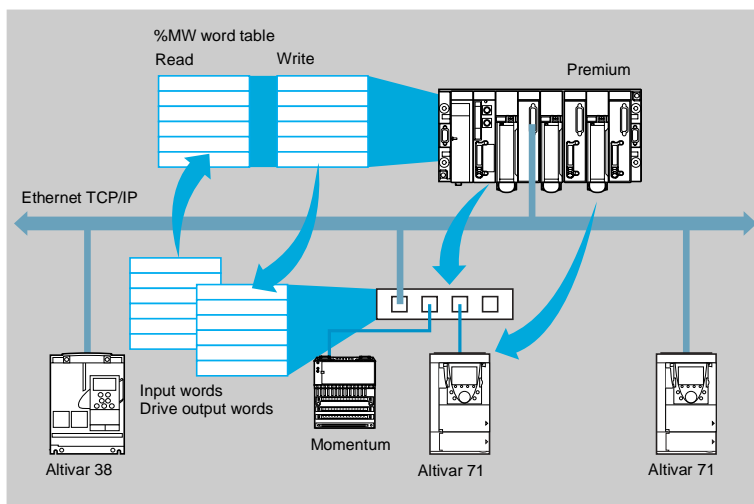 %MW word table
Read Write
Premium
Ethernet TCP/IP
Input words
Drive output words
Momentum
Altivar 38
Altivar 71
Altivar 71